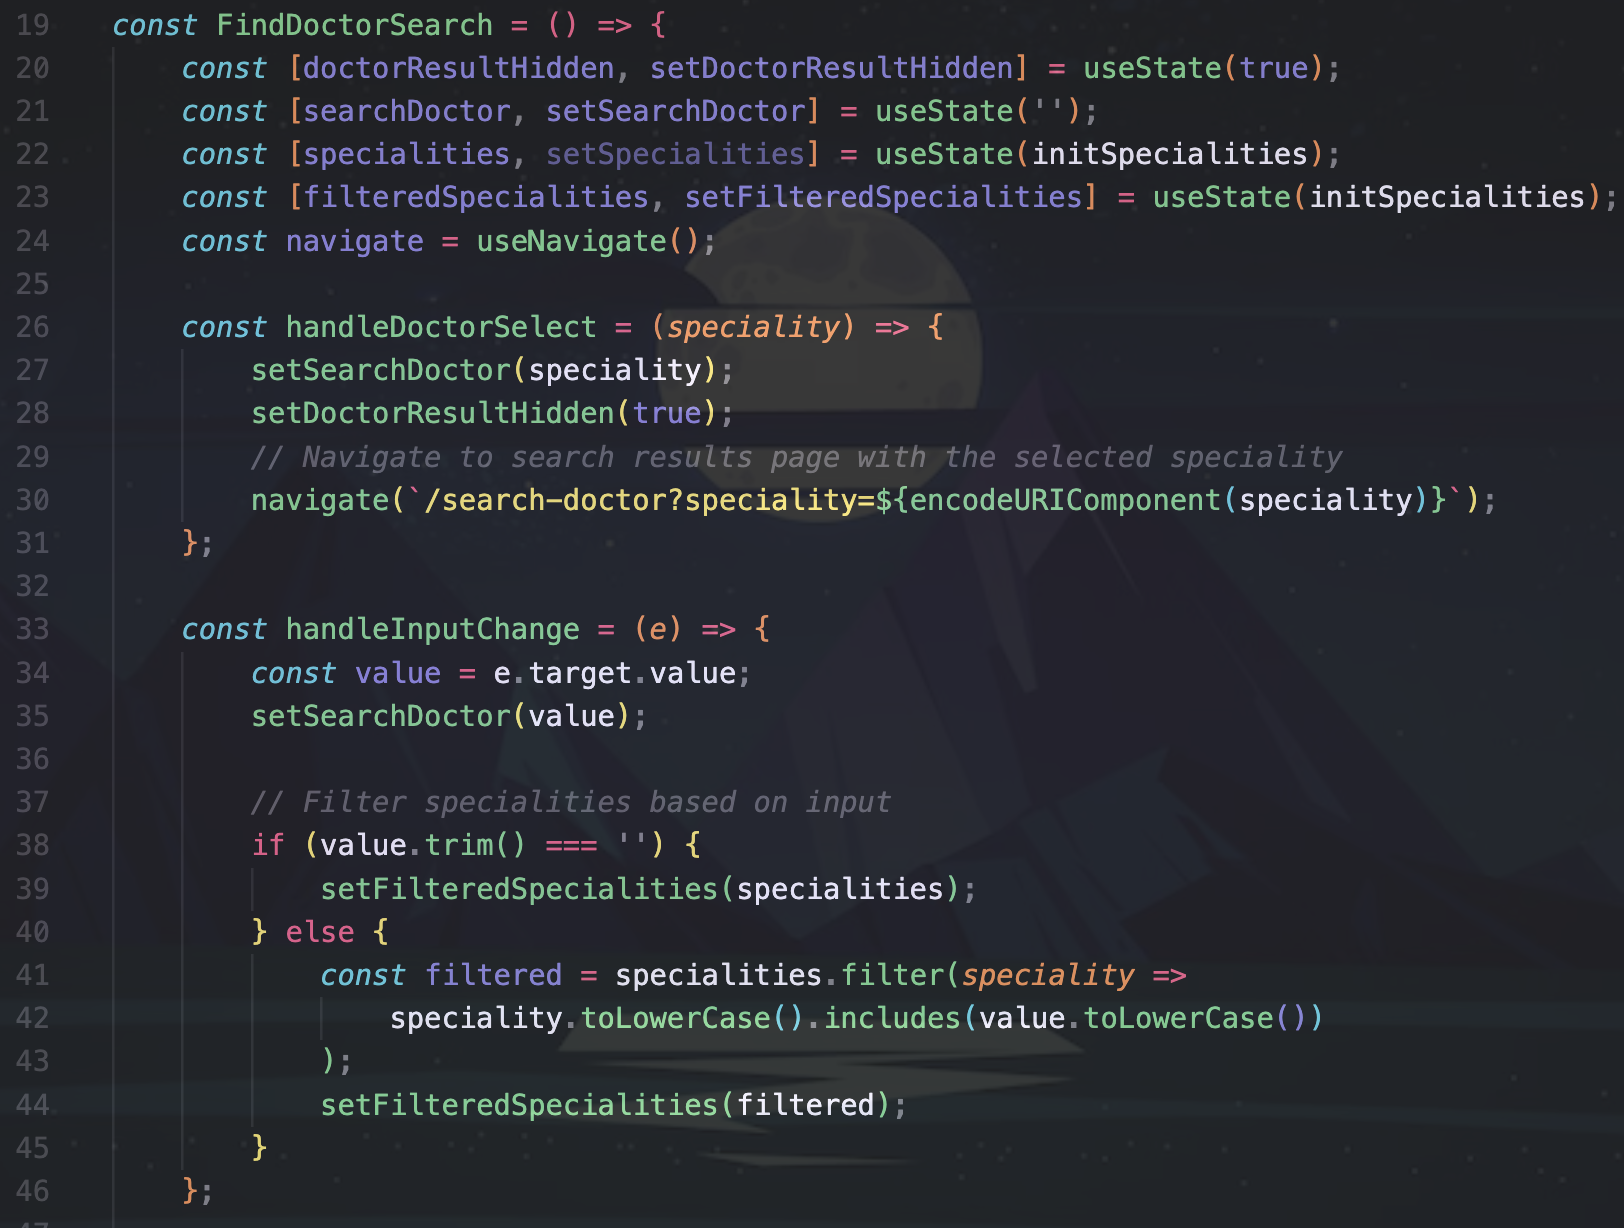 19 const FindDoctorSearch = () => {
20 const [doctorResultHidden, setDoctorResultHidden] = useState(true);
21 const [searchDoctor, setSearchDoctor] = useState('');
22 const [specialities, setSpecialities] = useState(initSpecialities);
23 const [filteredSpecialities, setFilteredSpecialities] = useState(initSpecialities);
24 const navigate = useNavigate();
25
26 const handleDoctorSelect = (speciality) => {
27 setSearchDoctor(speciality);
28 setDoctorResultHidden(true);
29 // Navigate to search results page with the selected speciality
30 navigate(`/search-doctor?speciality=${encodeURIComponent(speciality)}`);
31 };
32
33 const handleInputChange = (e) => {
34 const value = e.target.value;
35 setSearchDoctor(value);
36
37 // Filter specialities based on input
38 if (value.trim() === '') {
39 setFilteredSpecialities(specialities);
40 } else {
41 const filtered = specialities.filter(speciality =>
42 speciality.toLowerCase().includes(value.toLowerCase())
43 );
44 setFilteredSpecialities(filtered);
45 }
46 };
47